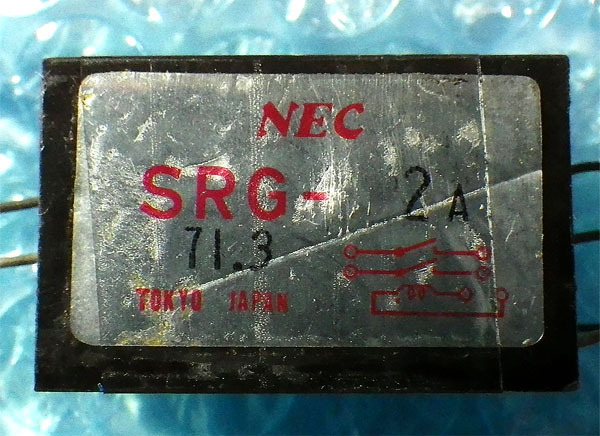 NEC
SRG- 2A
71.3
TOKYO JAPAN